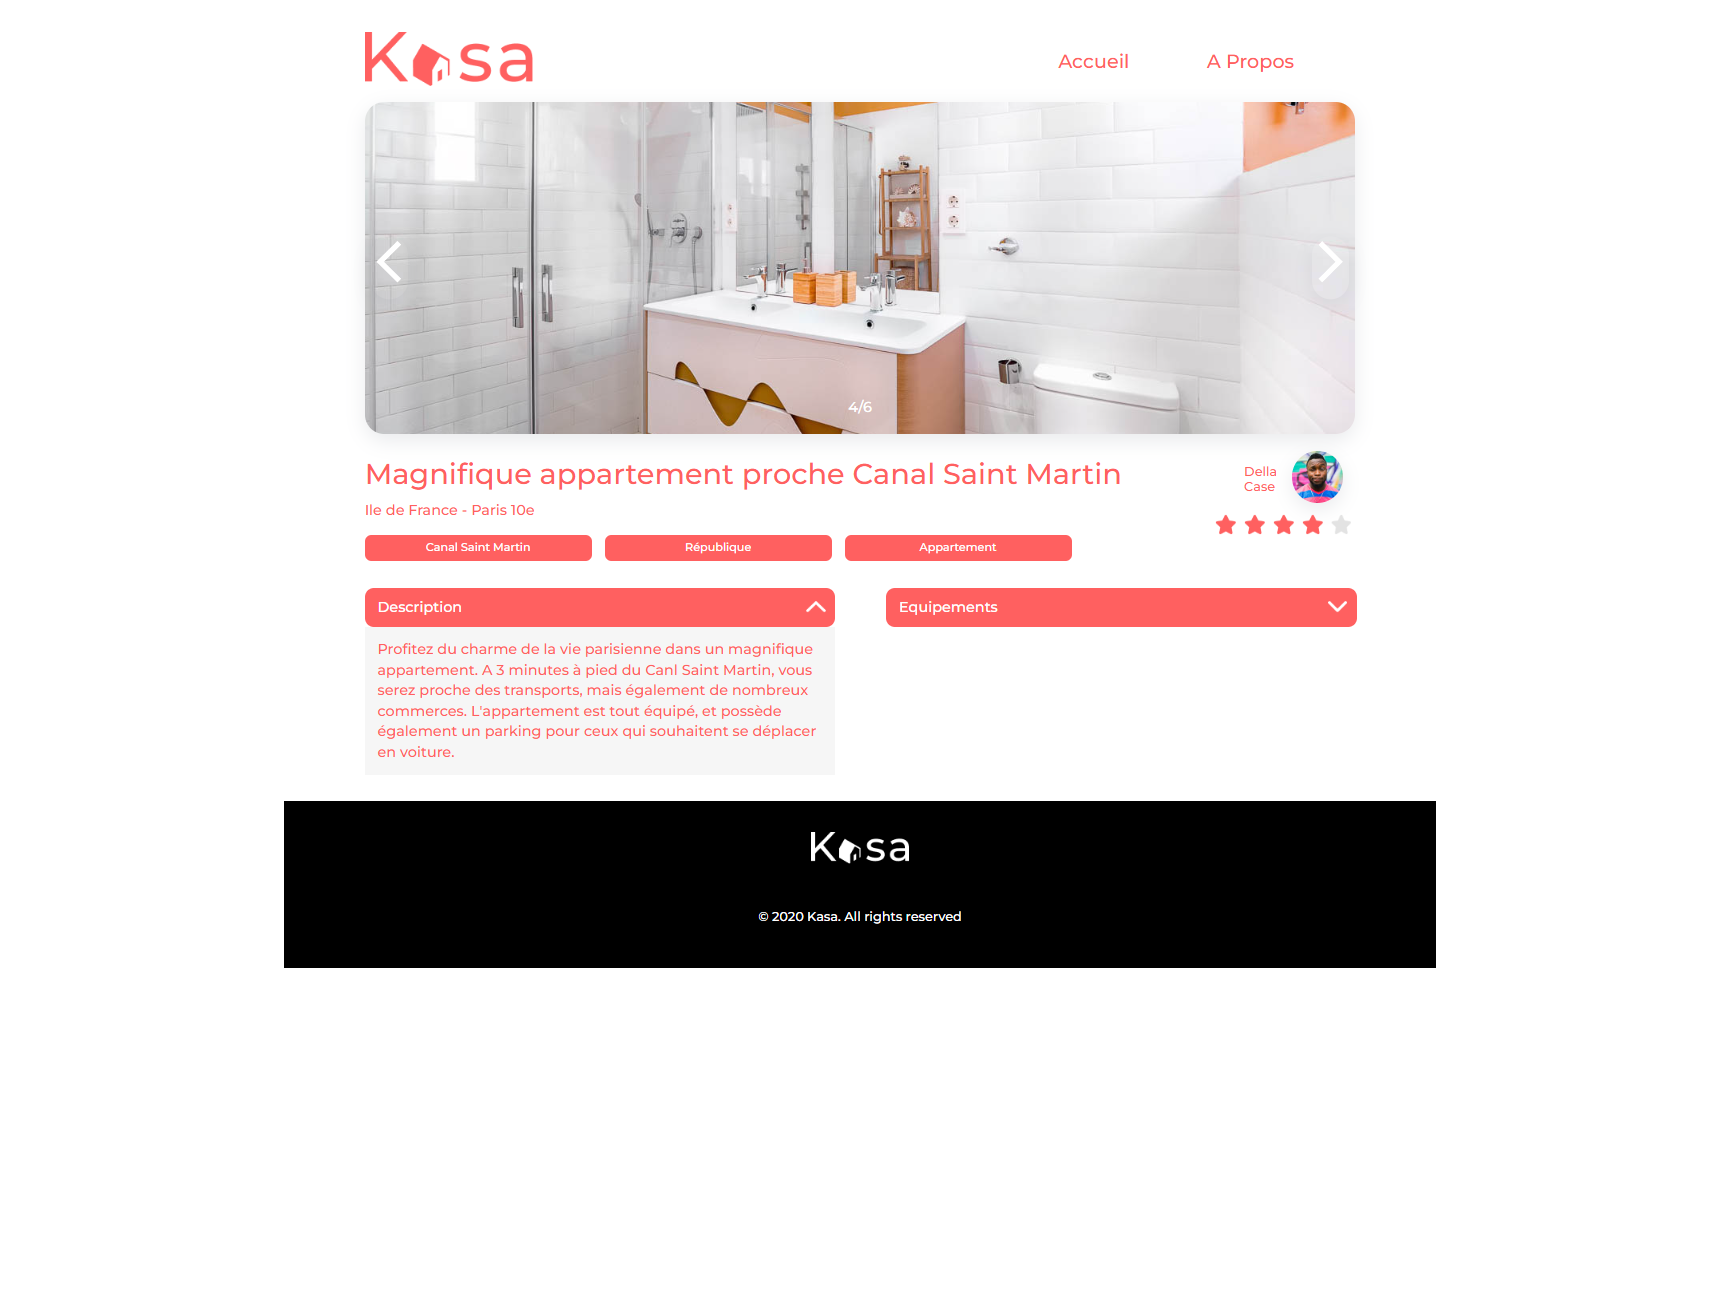 Kasa
Accueil
A Propos
4/6
Magnifique appartement proche Canal Saint Martin
Della
Case
Ile de France - Paris 10e
Canal Saint Martin
République
Appartement
Description
Equipements
Profitez du charme de la vie parisienne dans un magnifique
appartement. A 3 minutes à pied du Canl Saint Martin, vous
serez proche des transports, mais également de nombreux
commerces. L'appartement est tout équipé, et possède
également un parking pour ceux qui souhaitent se déplacer
en voiture.
Kasa
© 2020 Kasa. All rights reserved